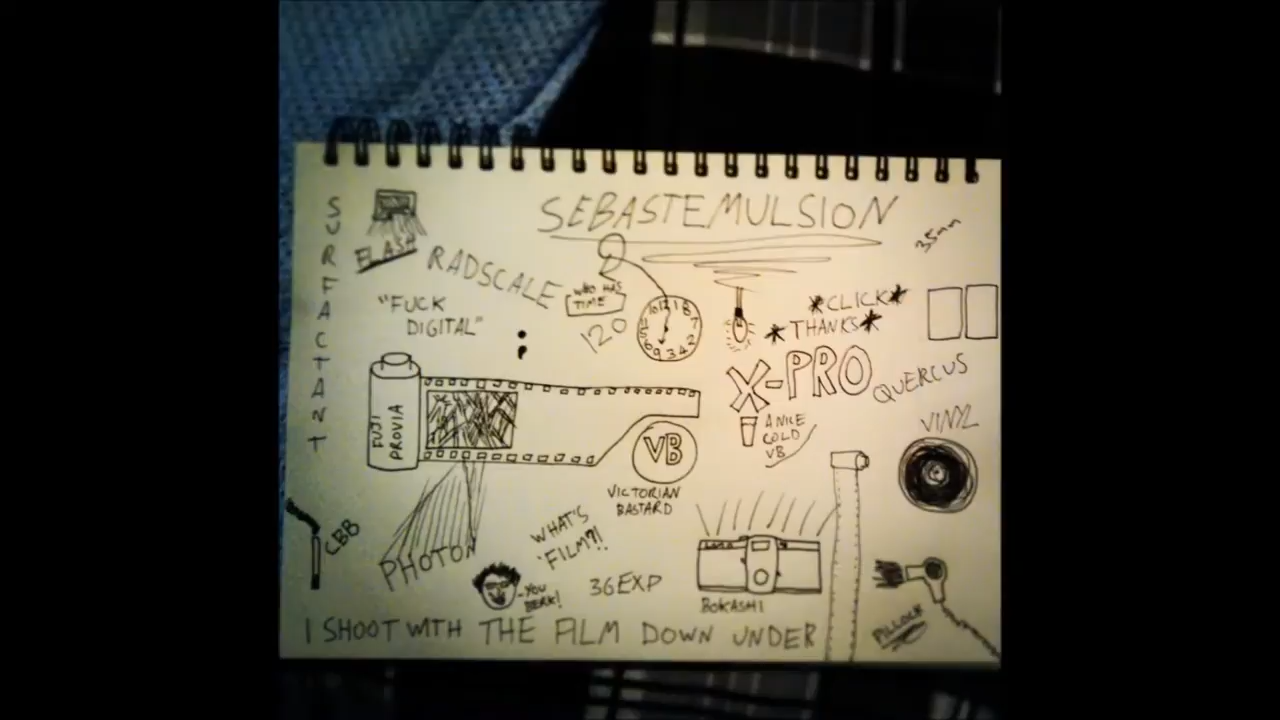 SEBASTEMULSION
SURFACTANT
FLASH
RADSCALE
35mm
WHO HAS
TIME
"FUCK
DIGITAL"
;
120
*CLICK*
*THANKS*
X-PRO
QUERCUS
FUJI
PROVIA
VB
VICTORIAN
BASTARD
A NICE
COLD
VB
VINYL
CBB
PHOTON
WHAT'S
'FILM?!
-YOU
BERK!
36EXP
BOKASHI
PILLOCK
I SHOOT WITH THE FILM DOWN UNDER